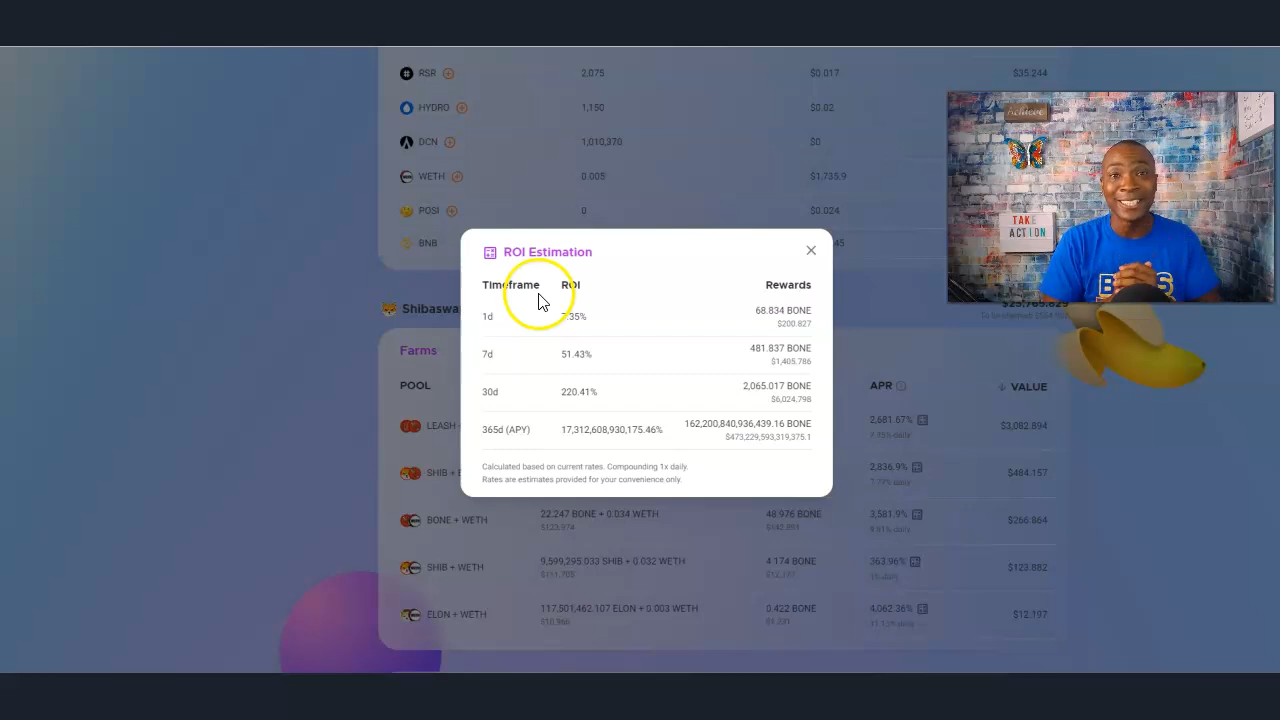 RSR 2,075 $0.017 $35.244
HYDRO 1,150 $0.02
DCN 1,010,370 $0
WETH 0.005 $1,735.9
POSI 0 $0.024
BNB
achieve
TAKE
ACTION
ROI Estimation
Timeframe ROI Rewards
1d 68.834 BONE
$200.827
7d 51.43% 481.837 BONE
$1,405.786
30d 220.41% 2,065.017 BONE
$6,024.798
365d (APY) 17,312,608,930,175.46% 162,200,840,936,439.16 BONE
$473,229,593,319,375.1
Calculated based on current rates. Compounding 1x daily.
Rates are estimates provided for your convenience only.
Farms
POOL APR VALUE
LEASH 2,681.67% $3,082.894
SHIB + 2,836.9% $484.157
BONE + WETH 22.247 BONE + 0.034 WETH 48.976 BONE 3,581.9% $266.864
SHIB + WETH 9,599,295.033 SHIB + 0.032 WETH 4.174 BONE 363.96% $123.882
ELON + WETH 117,501,462.107 ELON + 0.003 WETH 0.422 BONE 4,062.36% $12.197